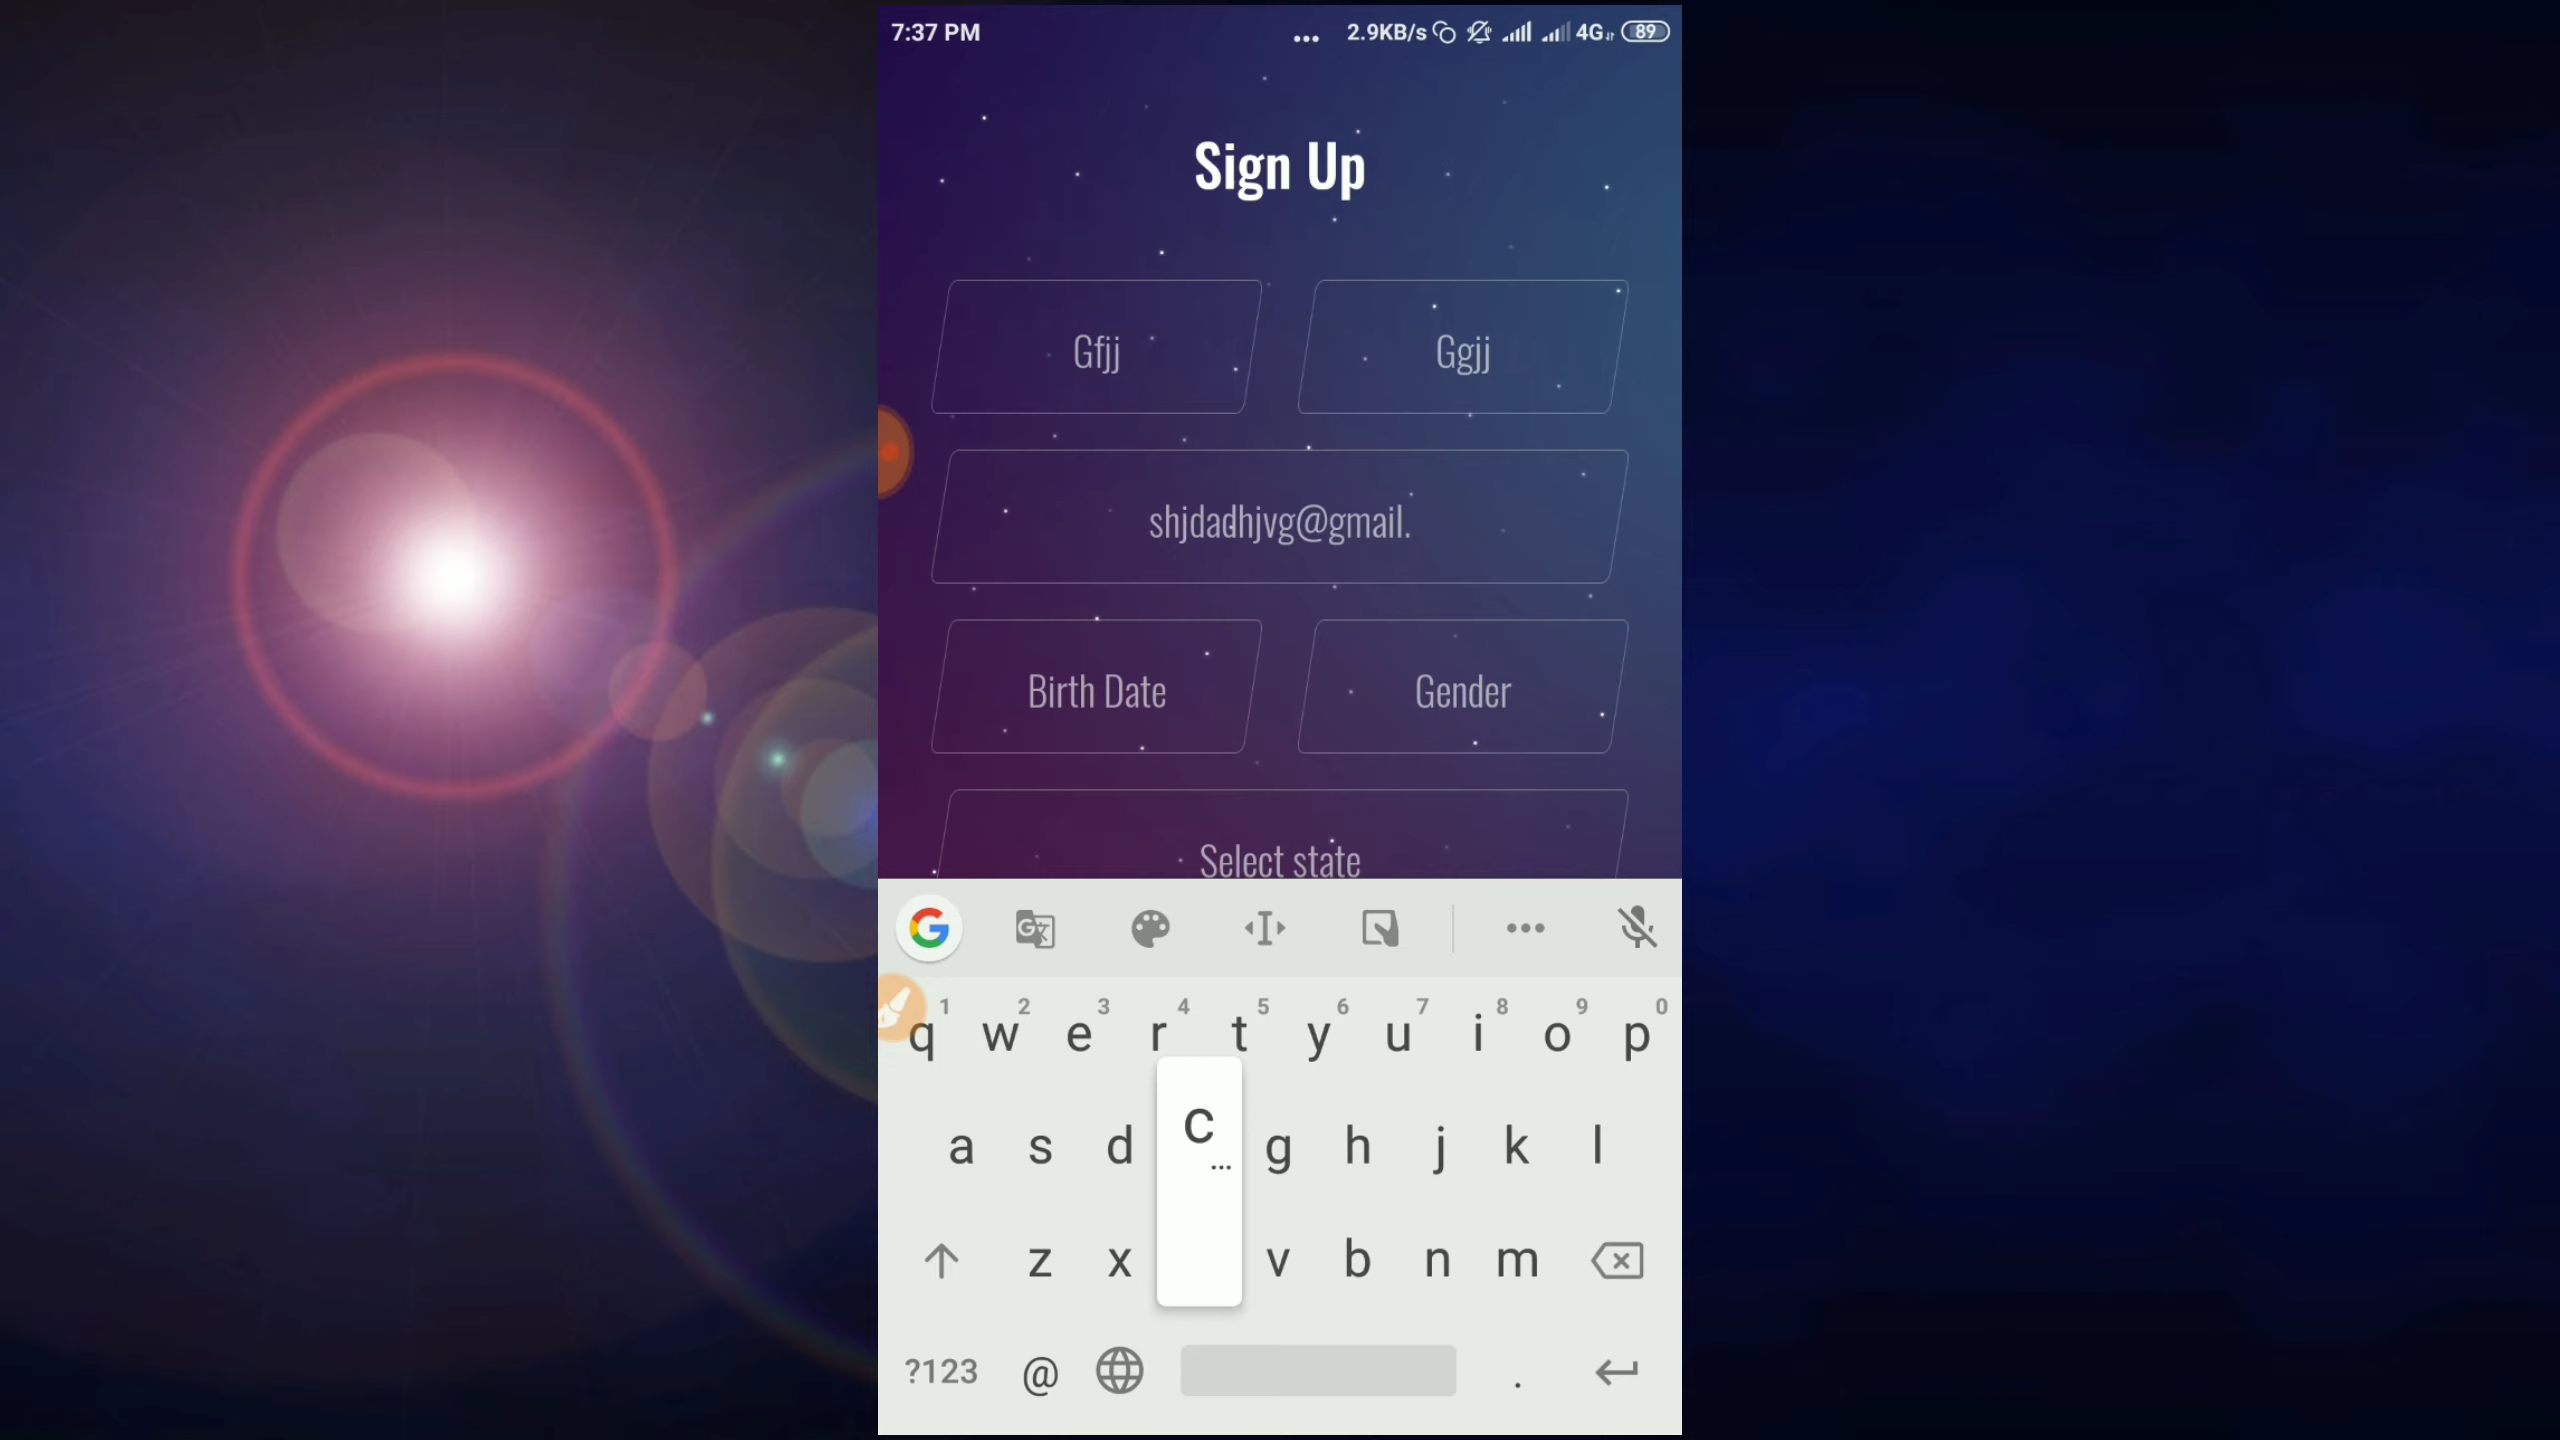 7:37 PM ... 2.9KB/s 4G 89
Sign Up
Gfjj Ggjj
shjdadhjvg@gmail.
Birth Date Gender
Select state
1 2 3 4 5 6 7 8 9 0
q w e r t y u i o p
a s d c g h j k l
z x v b n m
?123 @ .